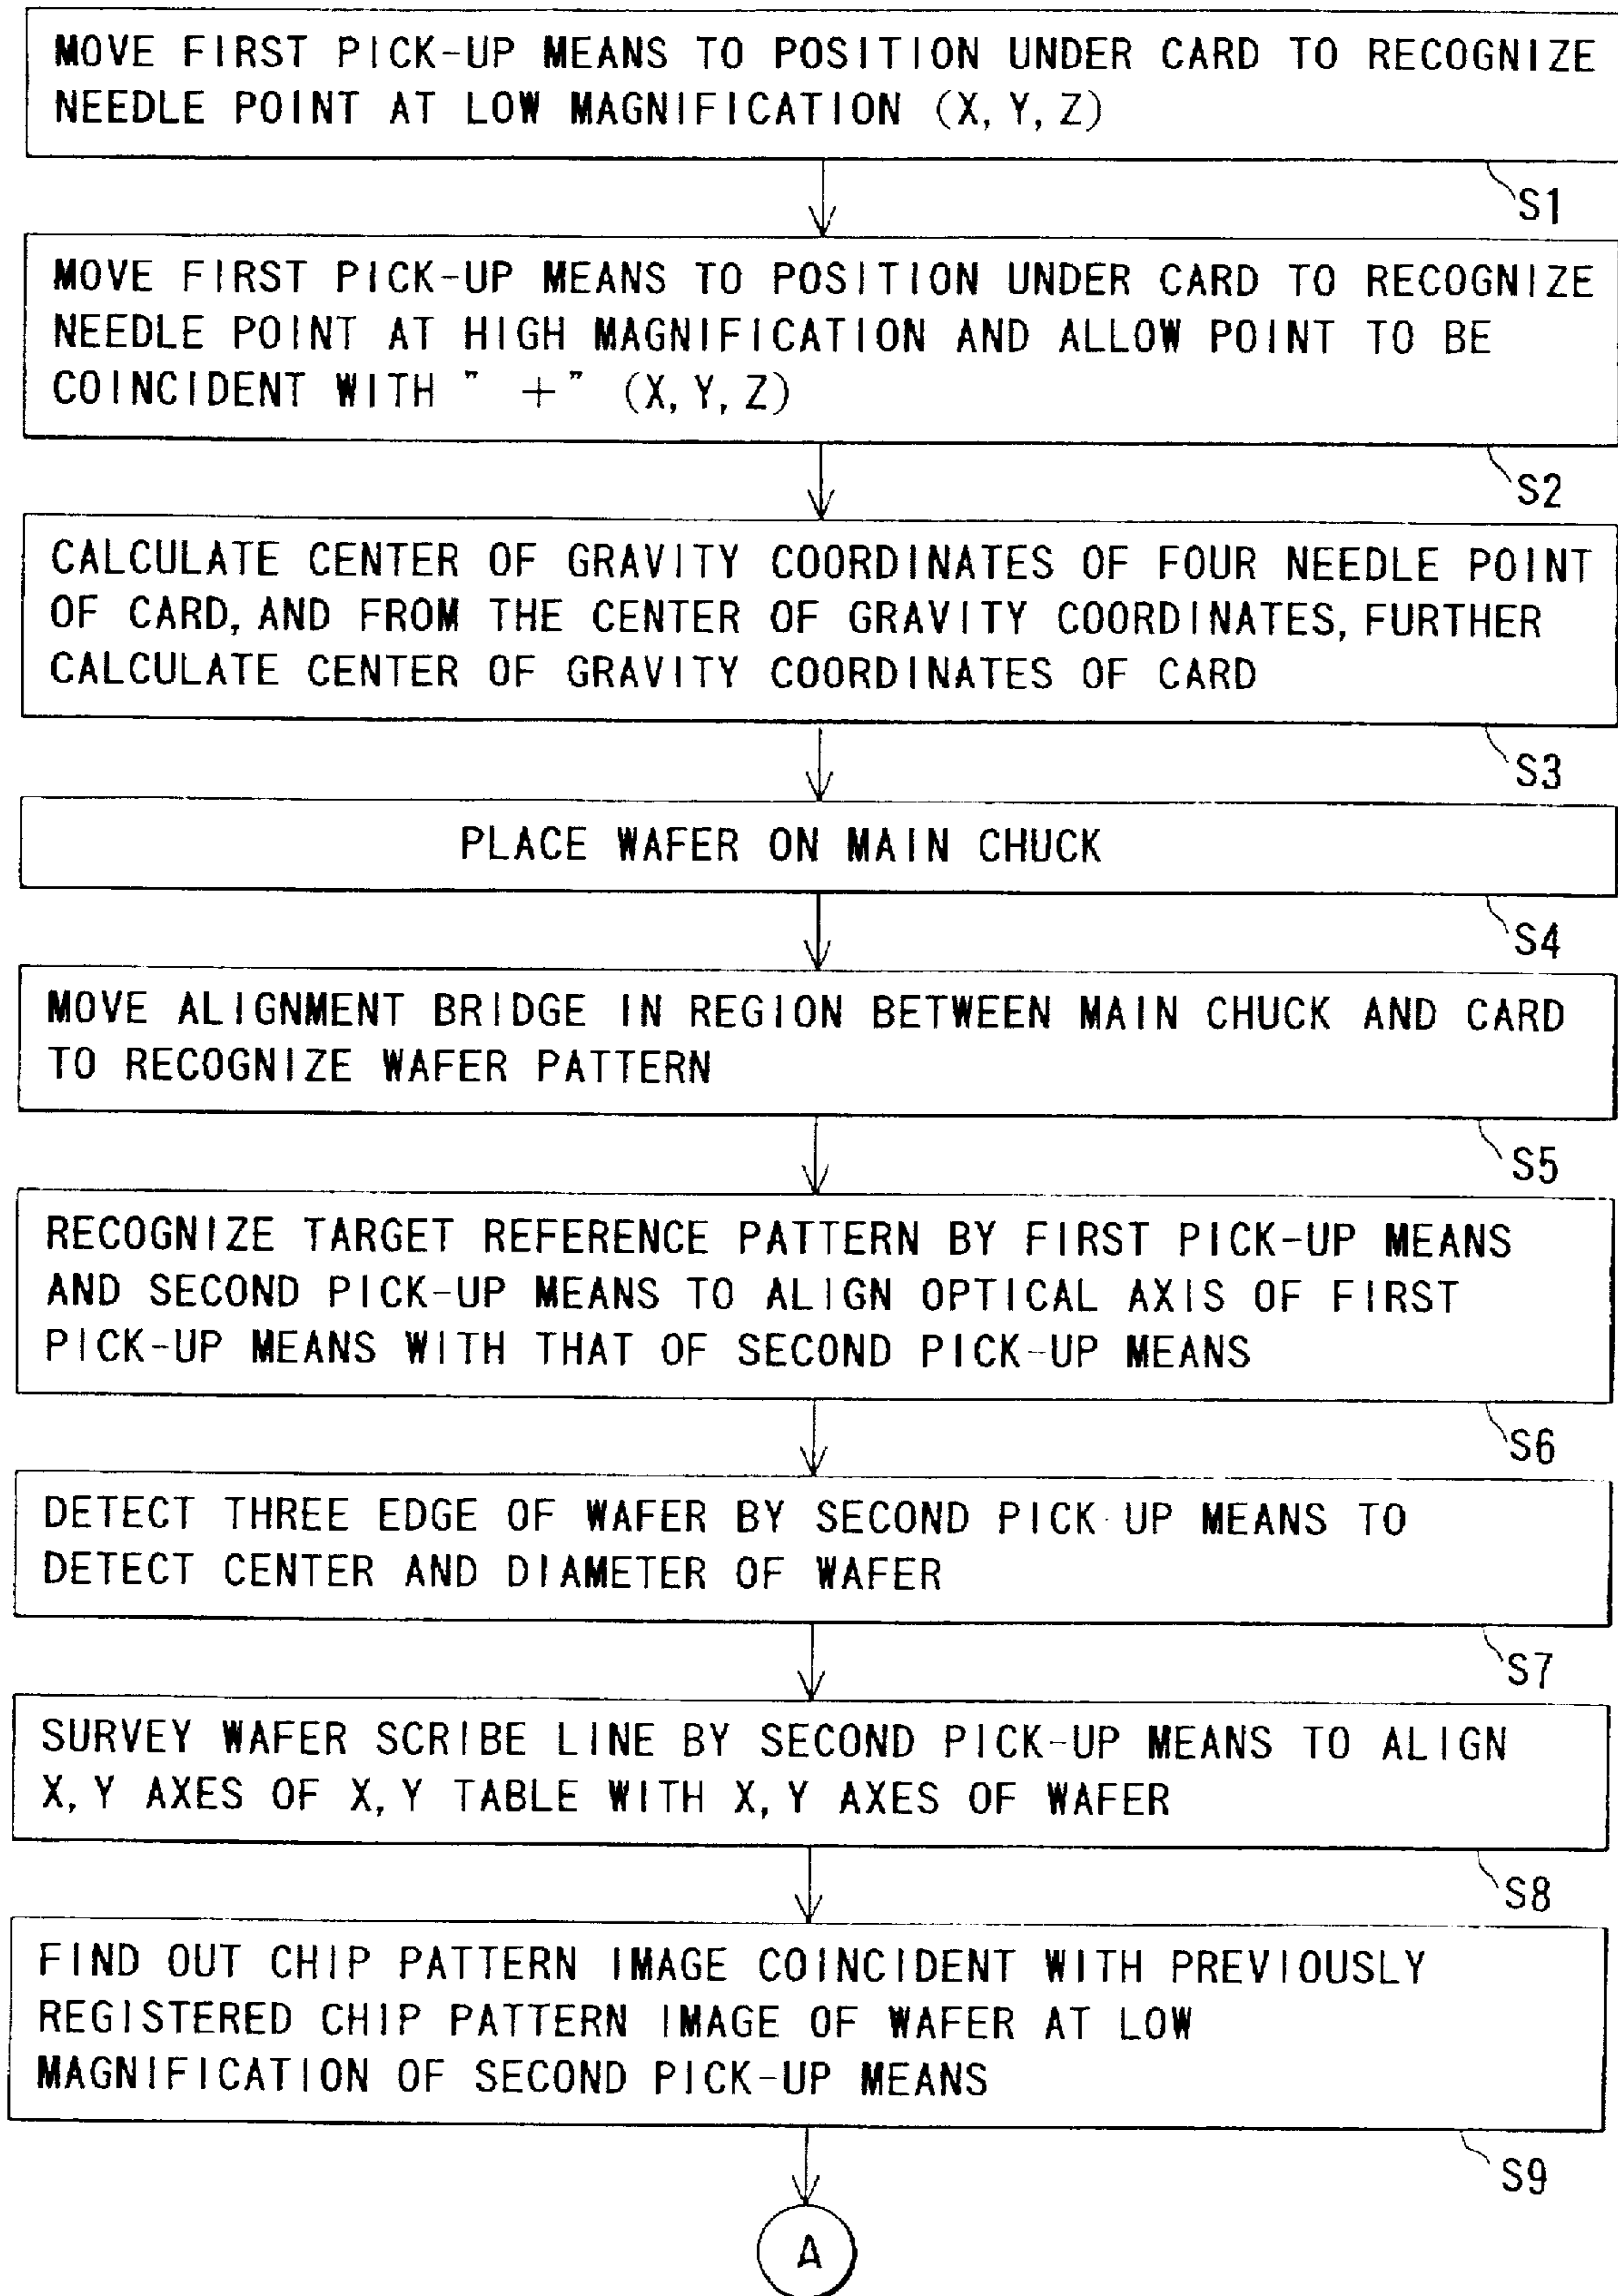 MOVE FIRST PICK-UP MEANS TO POSITION UNDER CARD TO RECOGNIZE
NEEDLE POINT AT LOW MAGNIFICATION (X, Y, Z)
S1
MOVE FIRST PICK-UP MEANS TO POSITION UNDER CARD TO RECOGNIZE
NEEDLE POINT AT HIGH MAGNIFICATION AND ALLOW POINT TO BE
COINCIDENT WITH " +" (X, Y, Z)
S2
CALCULATE CENTER OF GRAVITY COORDINATES OF FOUR NEEDLE POINT
OF CARD, AND FROM THE CENTER OF GRAVITY COORDINATES, FURTHER
CALCULATE CENTER OF GRAVITY COORDINATES OF CARD
S3
PLACE WAFER ON MAIN CHUCK
S4
MOVE ALIGNMENT BRIDGE IN REGION BETWEEN MAIN CHUCK AND CARD
TO RECOGNIZE WAFER PATTERN
S5
RECOGNIZE TARGET REFERENCE PATTERN BY FIRST PICK-UP MEANS
AND SECOND PICK-UP MEANS TO ALIGN OPTICAL AXIS OF FIRST
PICK-UP MEANS WITH THAT OF SECOND PICK-UP MEANS
S6
DETECT THREE EDGE OF WAFER BY SECOND PICK-UP MEANS TO
DETECT CENTER AND DIAMETER OF WAFER
S7
SURVEY WAFER SCRIBE LINE BY SECOND PICK-UP MEANS TO ALIGN
X, Y AXES OF X, Y TABLE WITH X, Y AXES OF WAFER
S8
FIND OUT CHIP PATTERN IMAGE COINCIDENT WITH PREVIOUSLY
REGISTERED CHIP PATTERN IMAGE OF WAFER AT LOW
MAGNIFICATION OF SECOND PICK-UP MEANS
S9
A